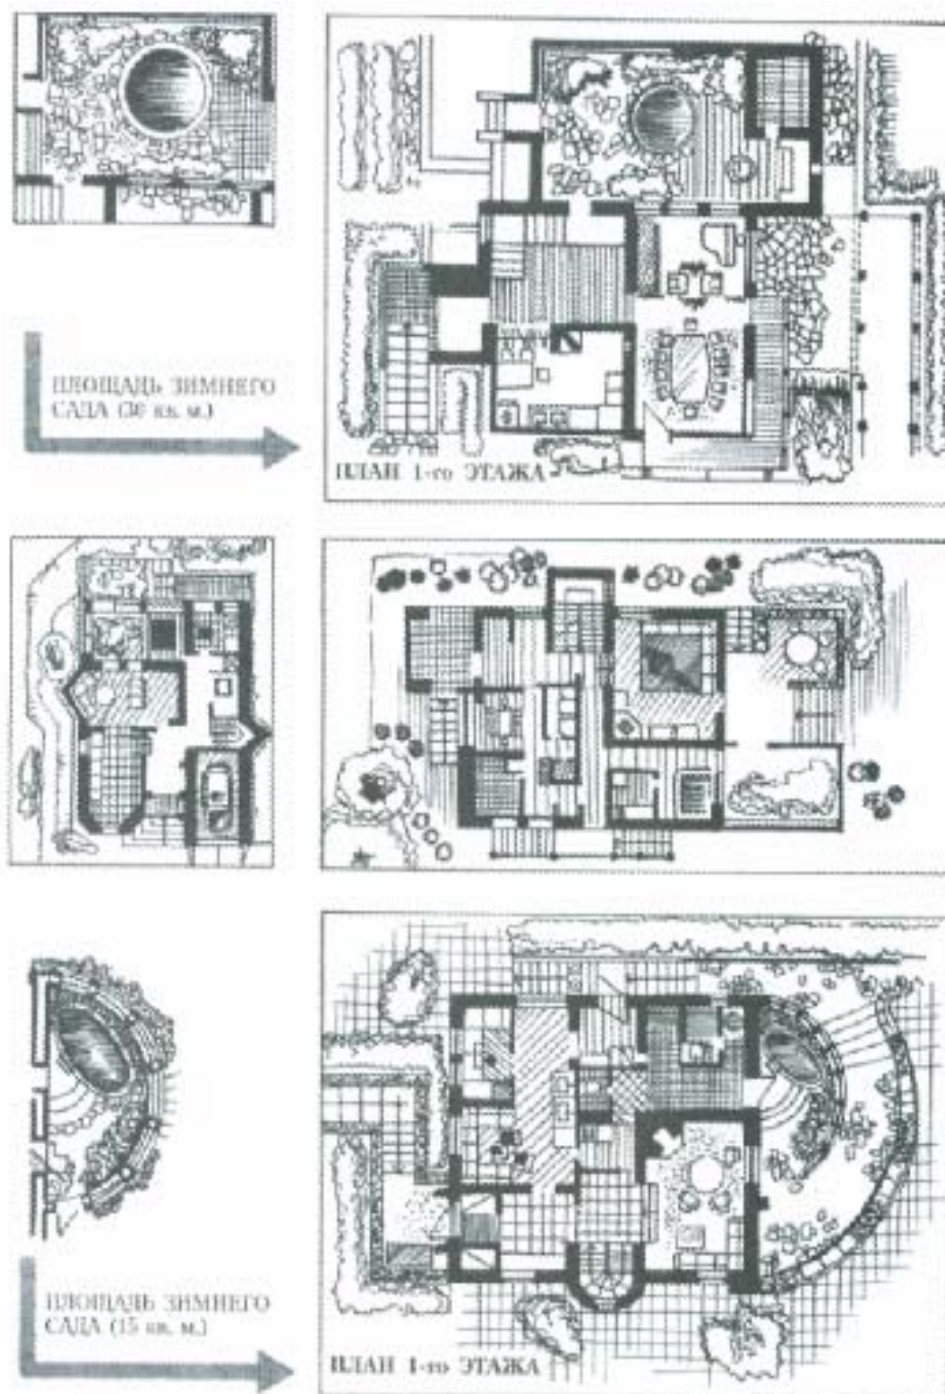 ПЛОЩАДЬ ЗИМНЕГО
САДА (30 кв. м.)
ПЛАН 1-го ЭТАЖА
ПЛОЩАДЬ ЗИМНЕГО
САДА (15 кв. м.)
ПЛАН 1-го ЭТАЖА